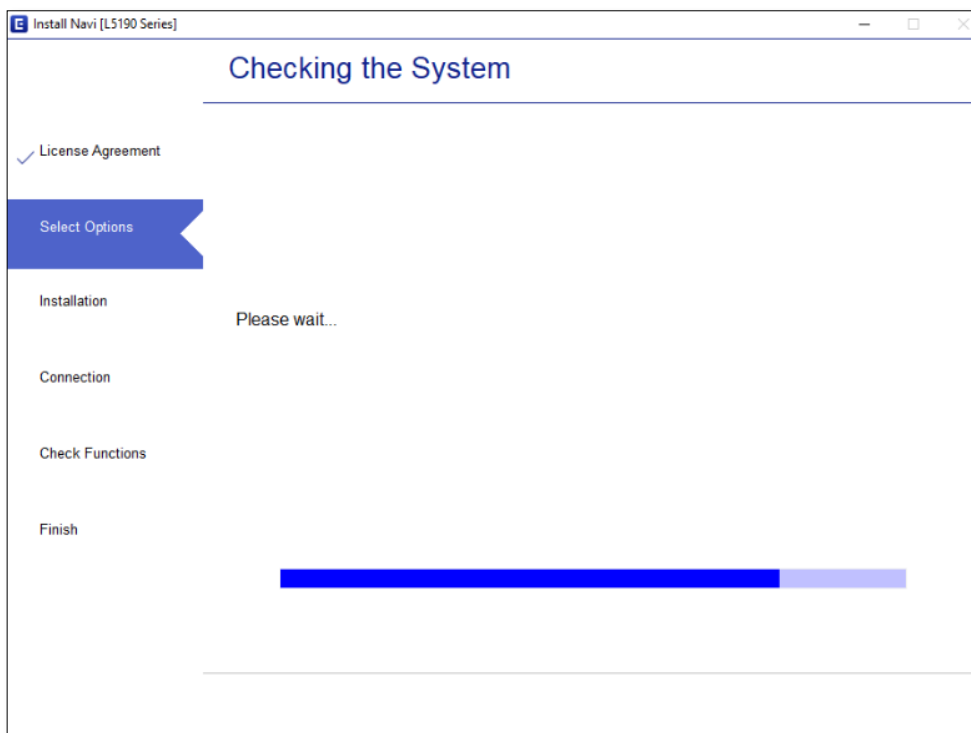 Install Navi [L5190 Series]
Checking the System
License Agreement
Select Options
Installation
Please wait...
Connection
Check Functions
Finish